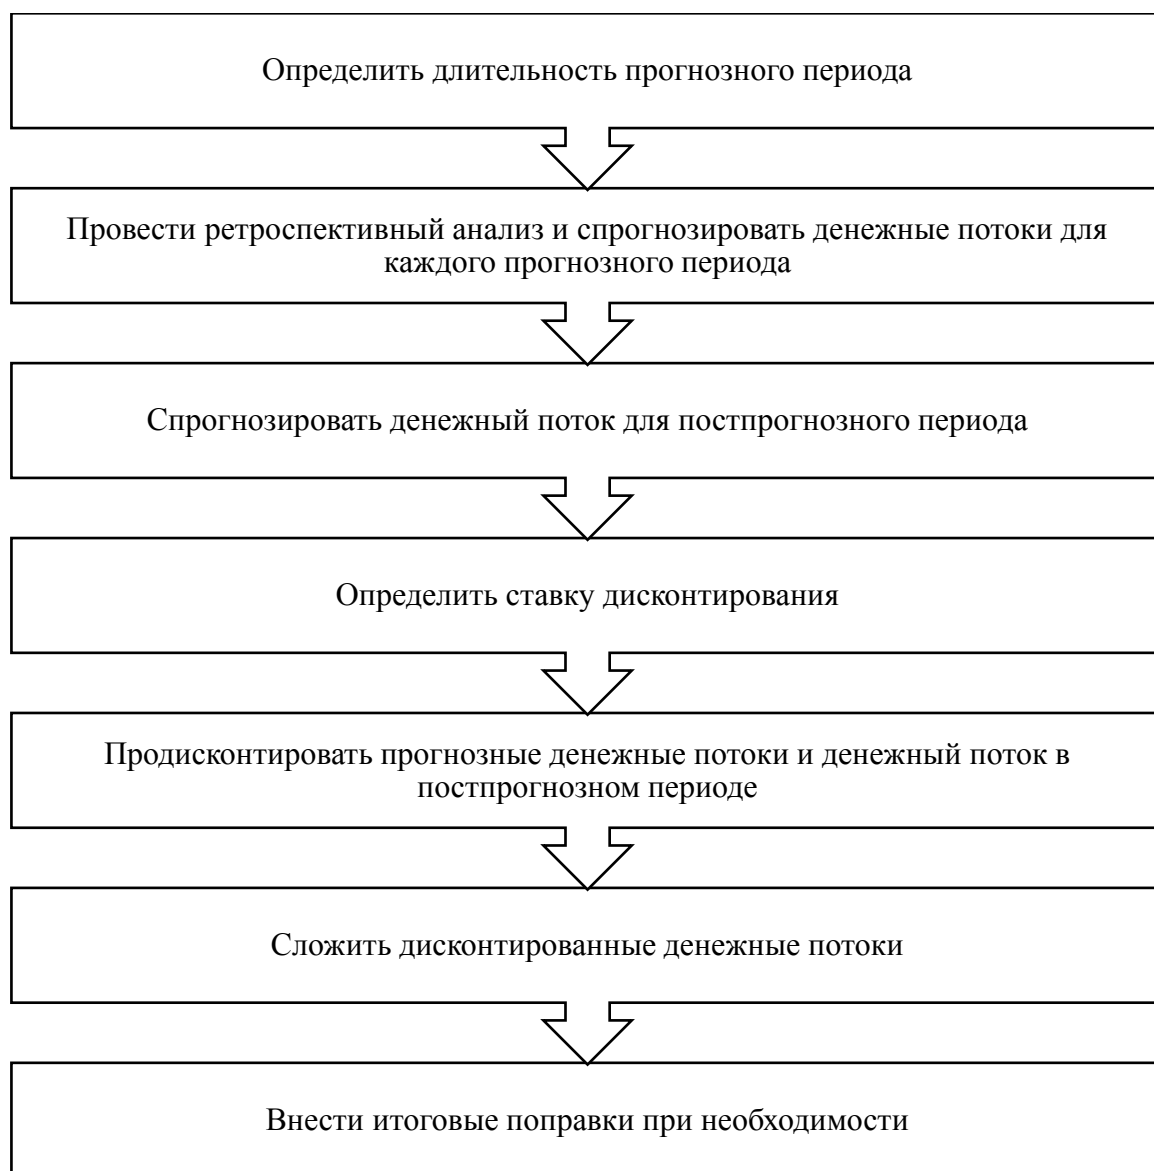 Определить длительность прогнозного периода
Провести ретроспективный анализ и спрогнозировать денежные потоки для
каждого прогнозного периода
Спрогнозировать денежный поток для постпрогнозного периода
Определить ставку дисконтирования
Продисконтировать прогнозные денежные потоки и денежный поток в
постпрогнозном периоде
Сложить дисконтированные денежные потоки
Внести итоговые поправки при необходимости